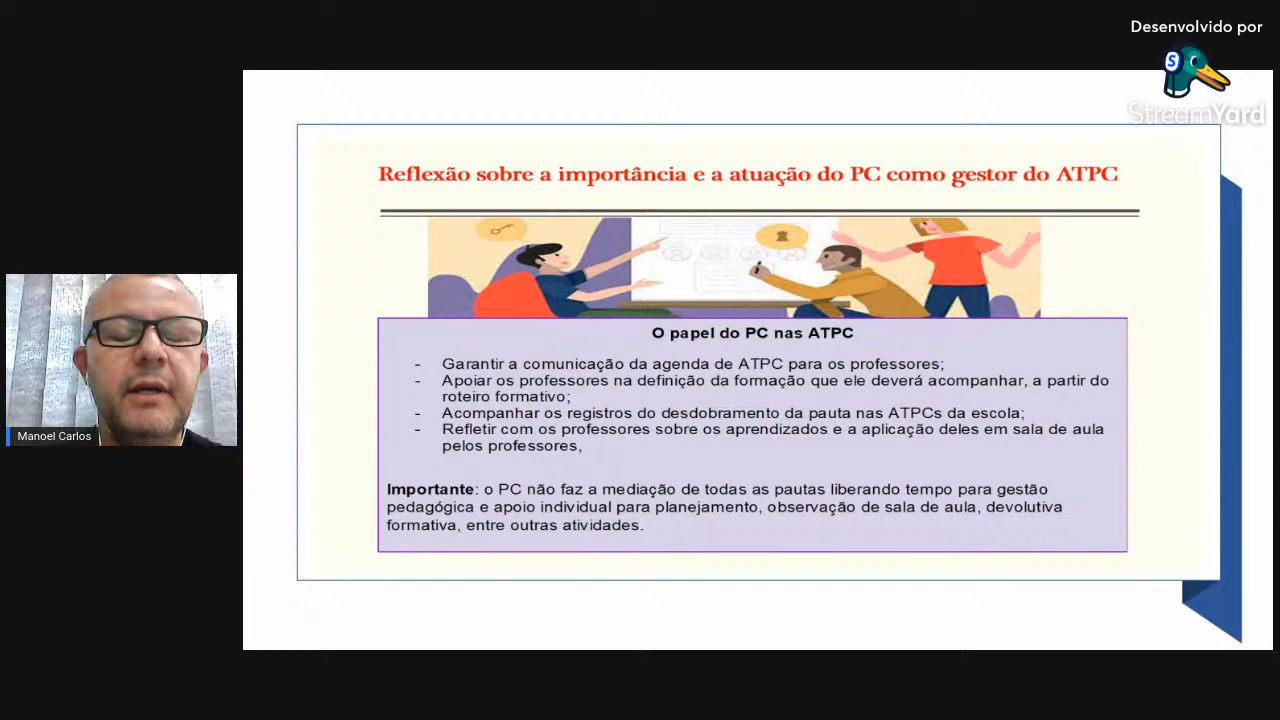 Desenvolvido por
S
StreamYard
Reflexão sobre a importância e a atuação do PC como gestor do ATPC
O papel do PC nas ATPC
- Garantir a comunicação da agenda de ATPC para os professores;
- Apoiar os professores na definição da formação que ele deverá acompanhar, a partir do
roteiro formativo;
- Acompanhar os registros do desdobramento da pauta nas ATPCs da escola;
- Refletir com os professores sobre os aprendizados e a aplicação deles em sala de aula
pelos professores,
Importante: o PC não faz a mediação de todas as pautas liberando tempo para gestão
pedagógica e apoio individual para planejamento, observação de sala de aula, devolutiva
formativa, entre outras atividades.
Manoel Carlos